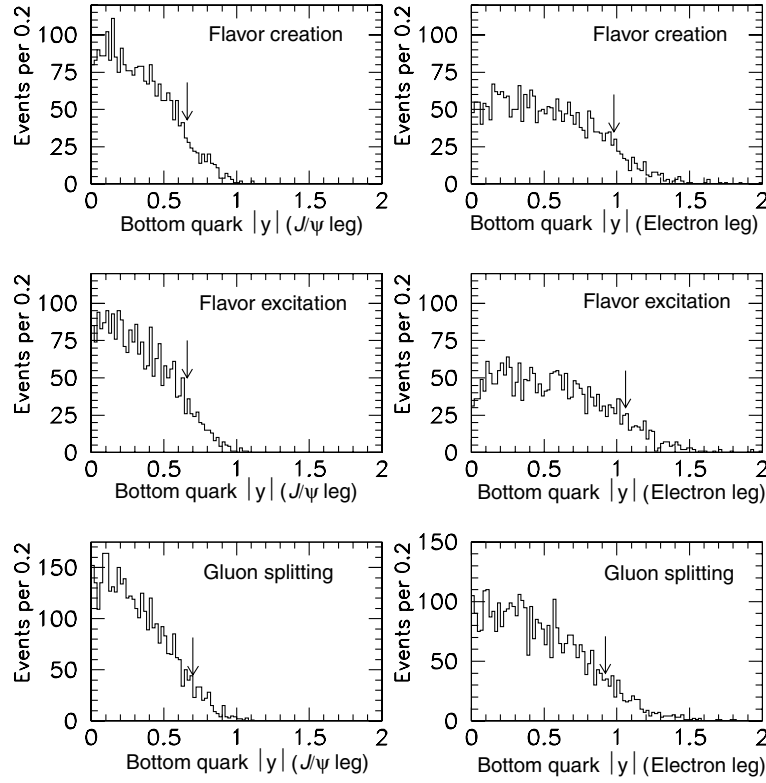 Flavor creation
Events per 0.2
100
75
50
25
0
0 0.5 1 1.5 2
Bottom quark |y| (J/ψ leg)
Flavor creation
Events per 0.2
100
75
50
25
0
0 0.5 1 1.5 2
Bottom quark |y| (Electron leg)
Flavor excitation
Events per 0.2
100
75
50
25
0
0 0.5 1 1.5 2
Bottom quark |y| (J/ψ leg)
Flavor excitation
Events per 0.2
100
75
50
25
0
0 0.5 1 1.5 2
Bottom quark |y| (Electron leg)
Gluon splitting
Events per 0.2
150
100
50
0
0 0.5 1 1.5 2
Bottom quark |y| (J/ψ leg)
Gluon splitting
Events per 0.2
150
100
50
0
0 0.5 1 1.5 2
Bottom quark |y| (Electron leg)